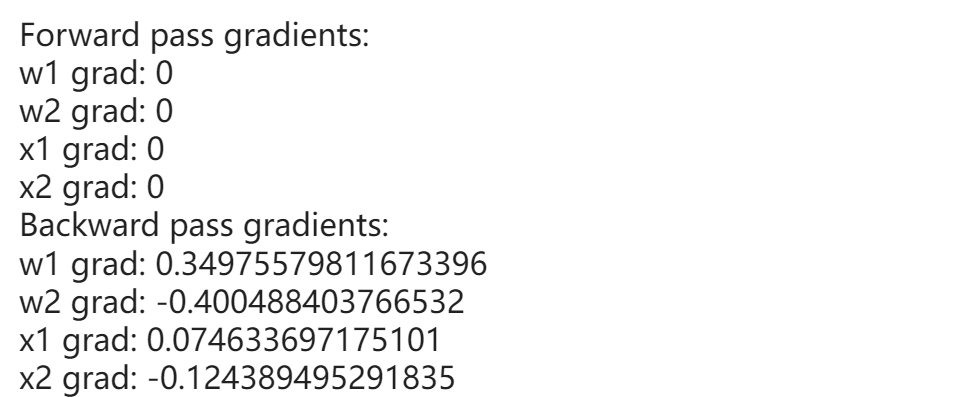 Forward pass gradients:
w1 grad: 0
w2 grad: 0
x1 grad: 0
x2 grad: 0
Backward pass gradients:
w1 grad: 0.34975579811673396
w2 grad: -0.400488403766532
x1 grad: 0.074633697175101
x2 grad: -0.124389495291835